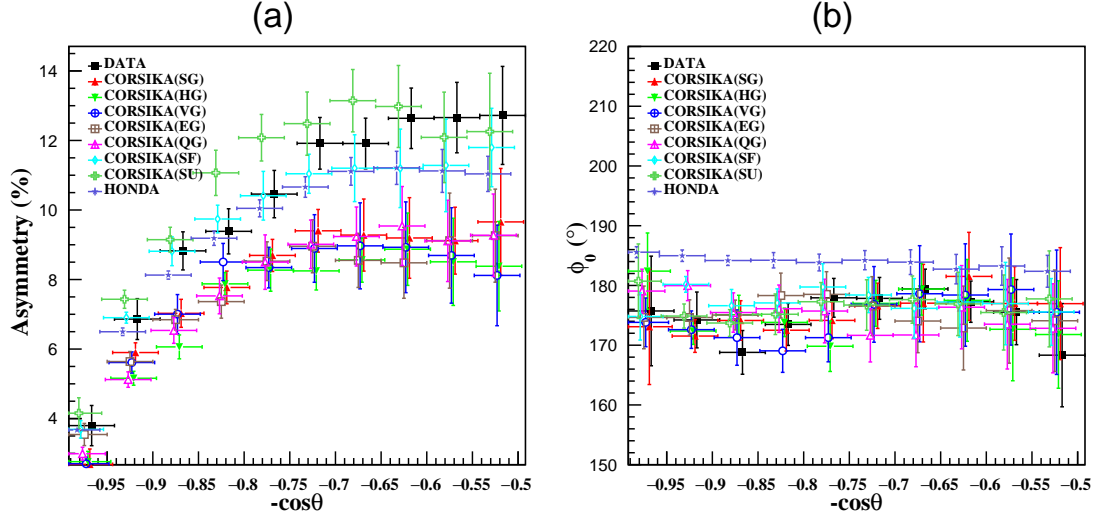 (a)
(b)
14
12
10
8
6
4
Asymmetry (%)
DATA
CORSIKA(SG)
CORSIKA(HG)
CORSIKA(VG)
CORSIKA(EG)
CORSIKA(QG)
CORSIKA(SF)
CORSIKA(SU)
HONDA
−0.95 −0.9 −0.85 −0.8 −0.75 −0.7 −0.65 −0.6 −0.55 −0.5
-cosθ
220
210
200
190
180
170
160
150
ϕ₀ (°)
DATA
CORSIKA(SG)
CORSIKA(HG)
CORSIKA(VG)
CORSIKA(EG)
CORSIKA(QG)
CORSIKA(SF)
CORSIKA(SU)
HONDA
−0.95 −0.9 −0.85 −0.8 −0.75 −0.7 −0.65 −0.6 −0.55 −0.5
-cosθ